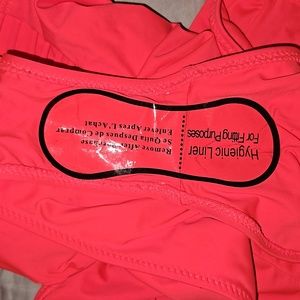 Hygienic Liner
For Fitting Purposes
Remove After Purchase
Se Quita Despues de Comprar
Enlever Apres L'Achat